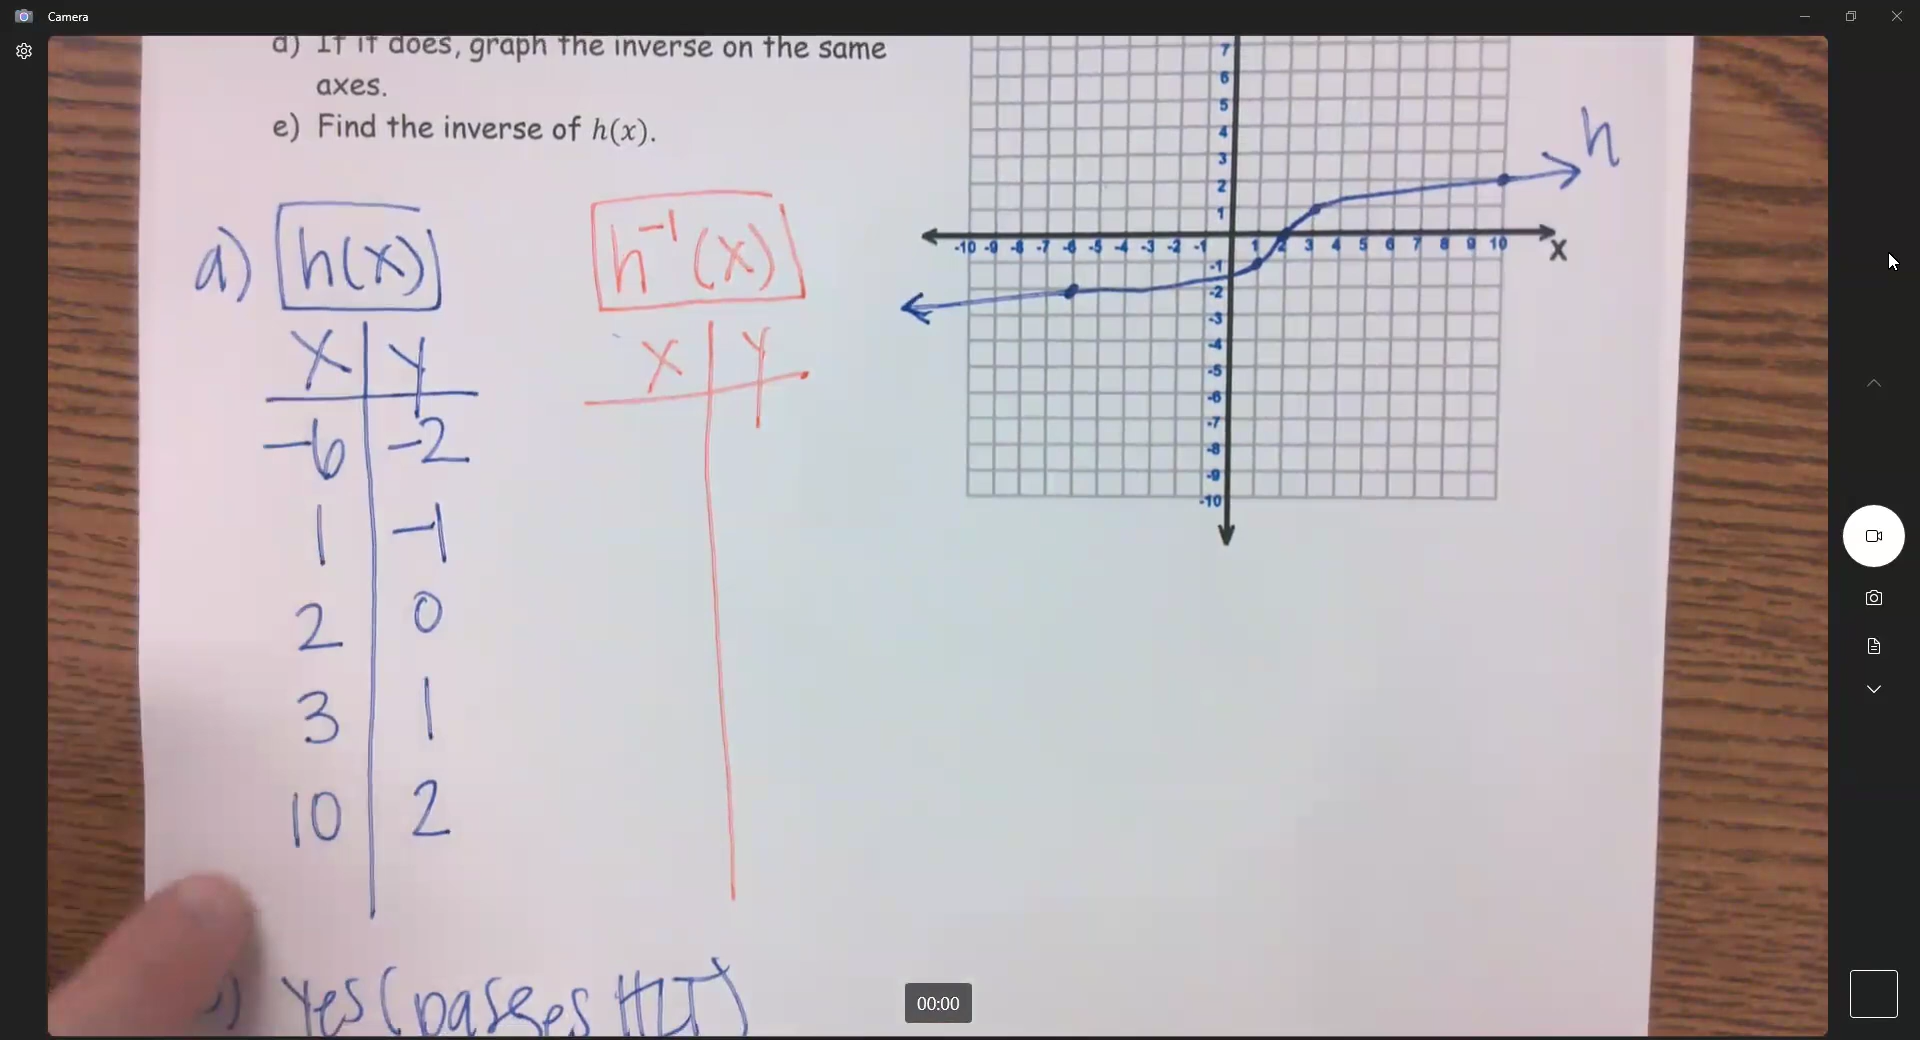 Camera
d) If it does, graph the inverse on the same
axes.
e) Find the inverse of h(x).
a) h(x)
x y
-6 -2
1 -1
2 0
3 1
10 2
h⁻¹(x)
x y
7
6
5
4
3
2
1
-10 -9 -8 -7 -6 -5 -4 -3 -2 -1 1 2 3 4 5 6 7 8 9 10
x
-1
-2
-3
-4
-5
-6
-7
-8
-9
-10
h
Yes (passes HLT)
00:00